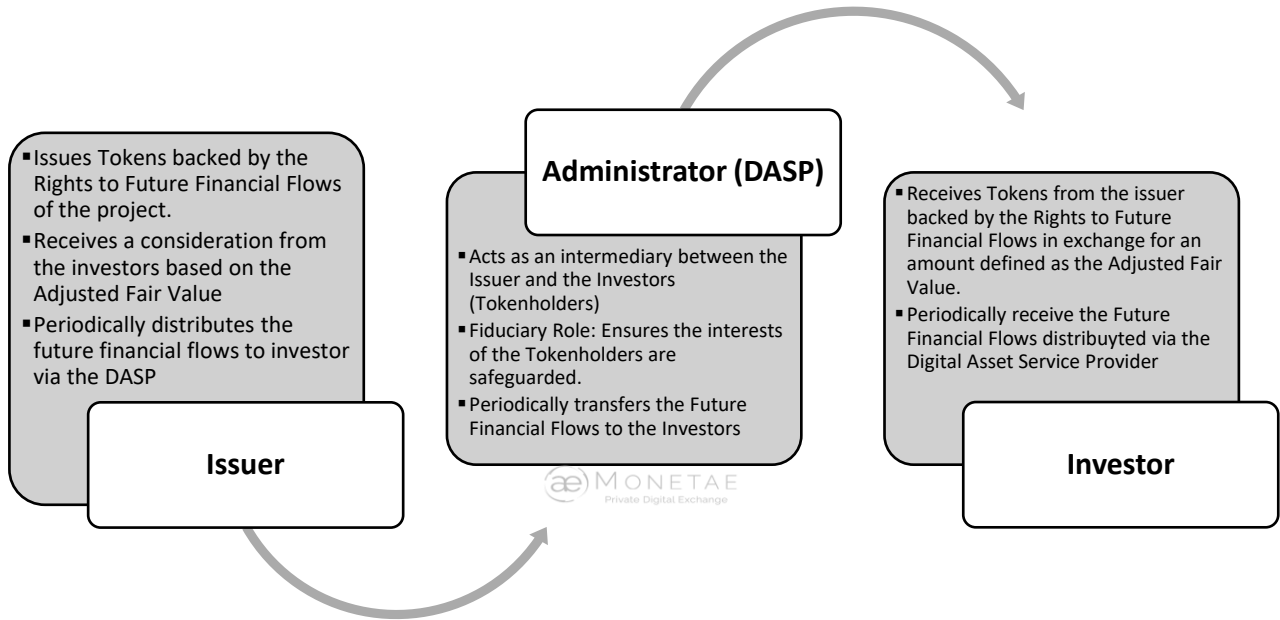 ▪Issues Tokens backed by the
Rights to Future Financial Flows
of the project.
▪Receives a consideration from
the investors based on the
Adjusted Fair Value
▪Periodically distributes the
future financial flows to investor
via the DASP
Issuer
Administrator (DASP)
▪Acts as an intermediary between the
Issuer and the Investors
(Tokenholders)
▪Fiduciary Role: Ensures the interests
of the Tokenholders are
safeguarded.
▪Periodically transfers the Future
Financial Flows to the Investors
æ MONETAE
Private Digital Exchange
▪Receives Tokens from the issuer
backed by the Rights to Future
Financial Flows in exchange for an
amount defined as the Adjusted Fair
Value.
▪Periodically receive the Future
Financial Flows distribuyted via the
Digital Asset Service Provider
Investor